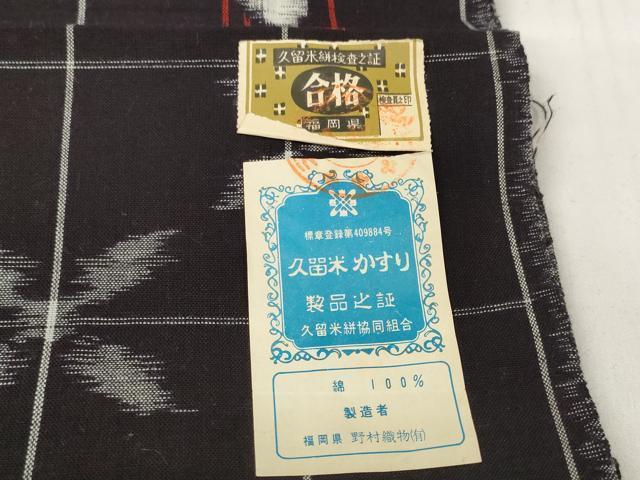 久留米絣検査之証
合格
検査員之印
福岡県
標章登録第409884号
久留米かすり
製品之証
久留米絣協同組合
綿 100%
製造者
福岡県 野村織物(有)